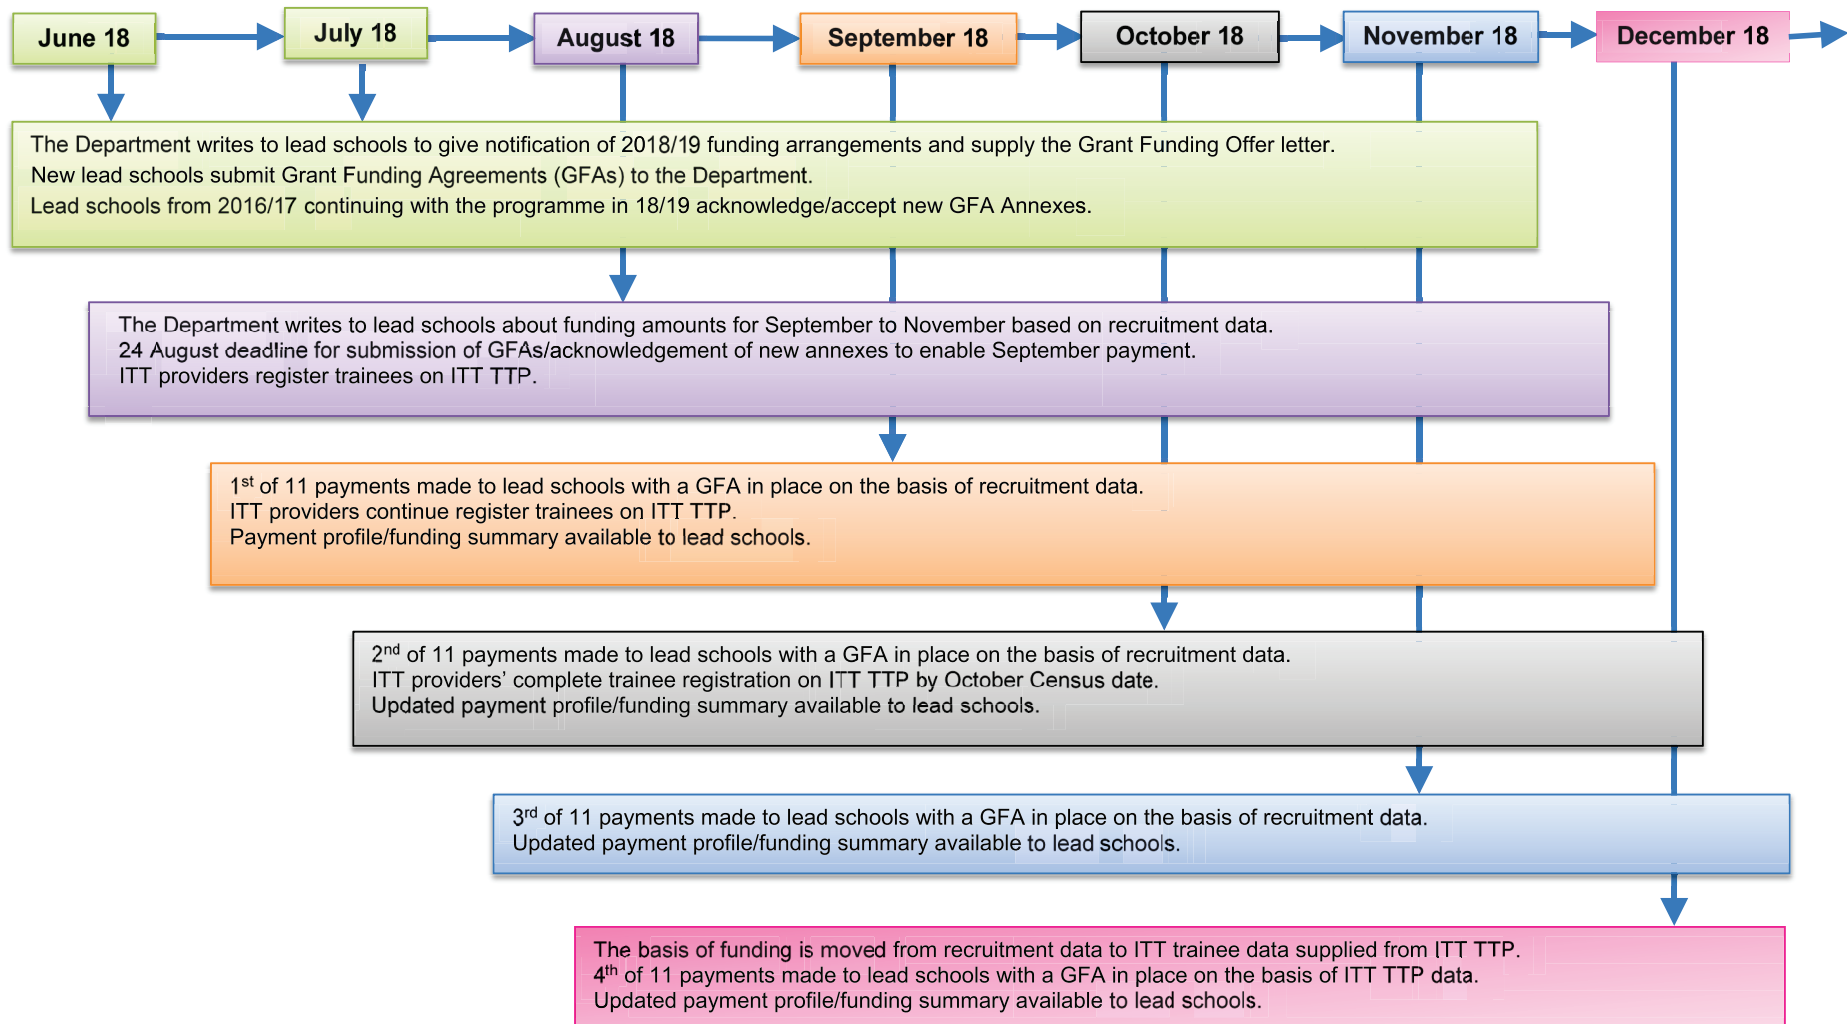 June 18
July 18
August 18
September 18
October 18
November 18
December 18
The Department writes to lead schools to give notification of 2018/19 funding arrangements and supply the Grant Funding Offer letter.
New lead schools submit Grant Funding Agreements (GFAs) to the Department.
Lead schools from 2016/17 continuing with the programme in 18/19 acknowledge/accept new GFA Annexes.
The Department writes to lead schools about funding amounts for September to November based on recruitment data.
24 August deadline for submission of GFAs/acknowledgement of new annexes to enable September payment.
ITT providers register trainees on ITT TTP.
1st of 11 payments made to lead schools with a GFA in place on the basis of recruitment data.
ITT providers continue register trainees on ITT TTP.
Payment profile/funding summary available to lead schools.
2nd of 11 payments made to lead schools with a GFA in place on the basis of recruitment data.
ITT providers’ complete trainee registration on ITT TTP by October Census date.
Updated payment profile/funding summary available to lead schools.
3rd of 11 payments made to lead schools with a GFA in place on the basis of recruitment data.
Updated payment profile/funding summary available to lead schools.
The basis of funding is moved from recruitment data to ITT trainee data supplied from ITT TTP.
4th of 11 payments made to lead schools with a GFA in place on the basis of ITT TTP data.
Updated payment profile/funding summary available to lead schools.